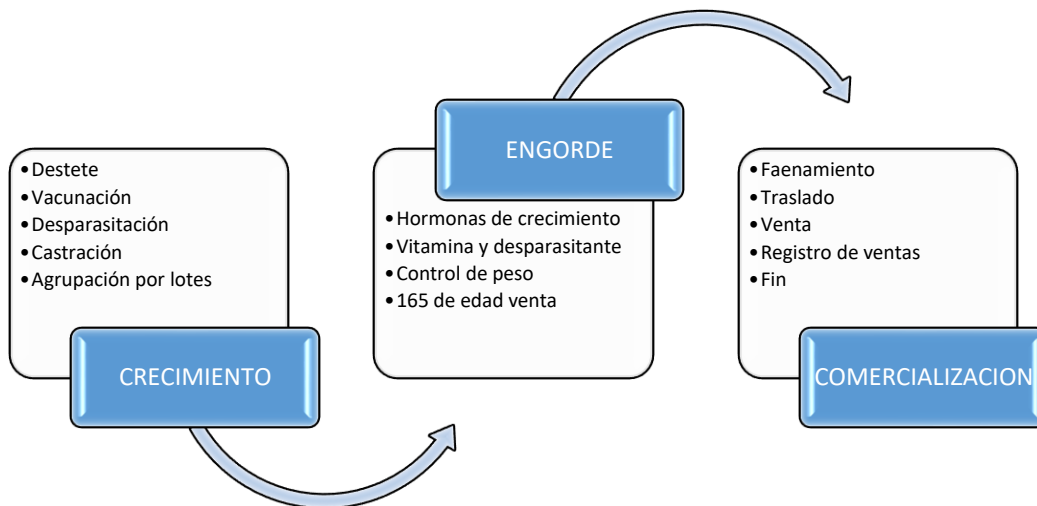 • Destete
• Vacunación
• Desparasitación
• Castración
• Agrupación por lotes
CRECIMIENTO
ENGORDE
• Hormonas de crecimiento
• Vitamina y desparasitante
• Control de peso
• 165 de edad venta
• Faenamiento
• Traslado
• Venta
• Registro de ventas
• Fin
COMERCIALIZACION